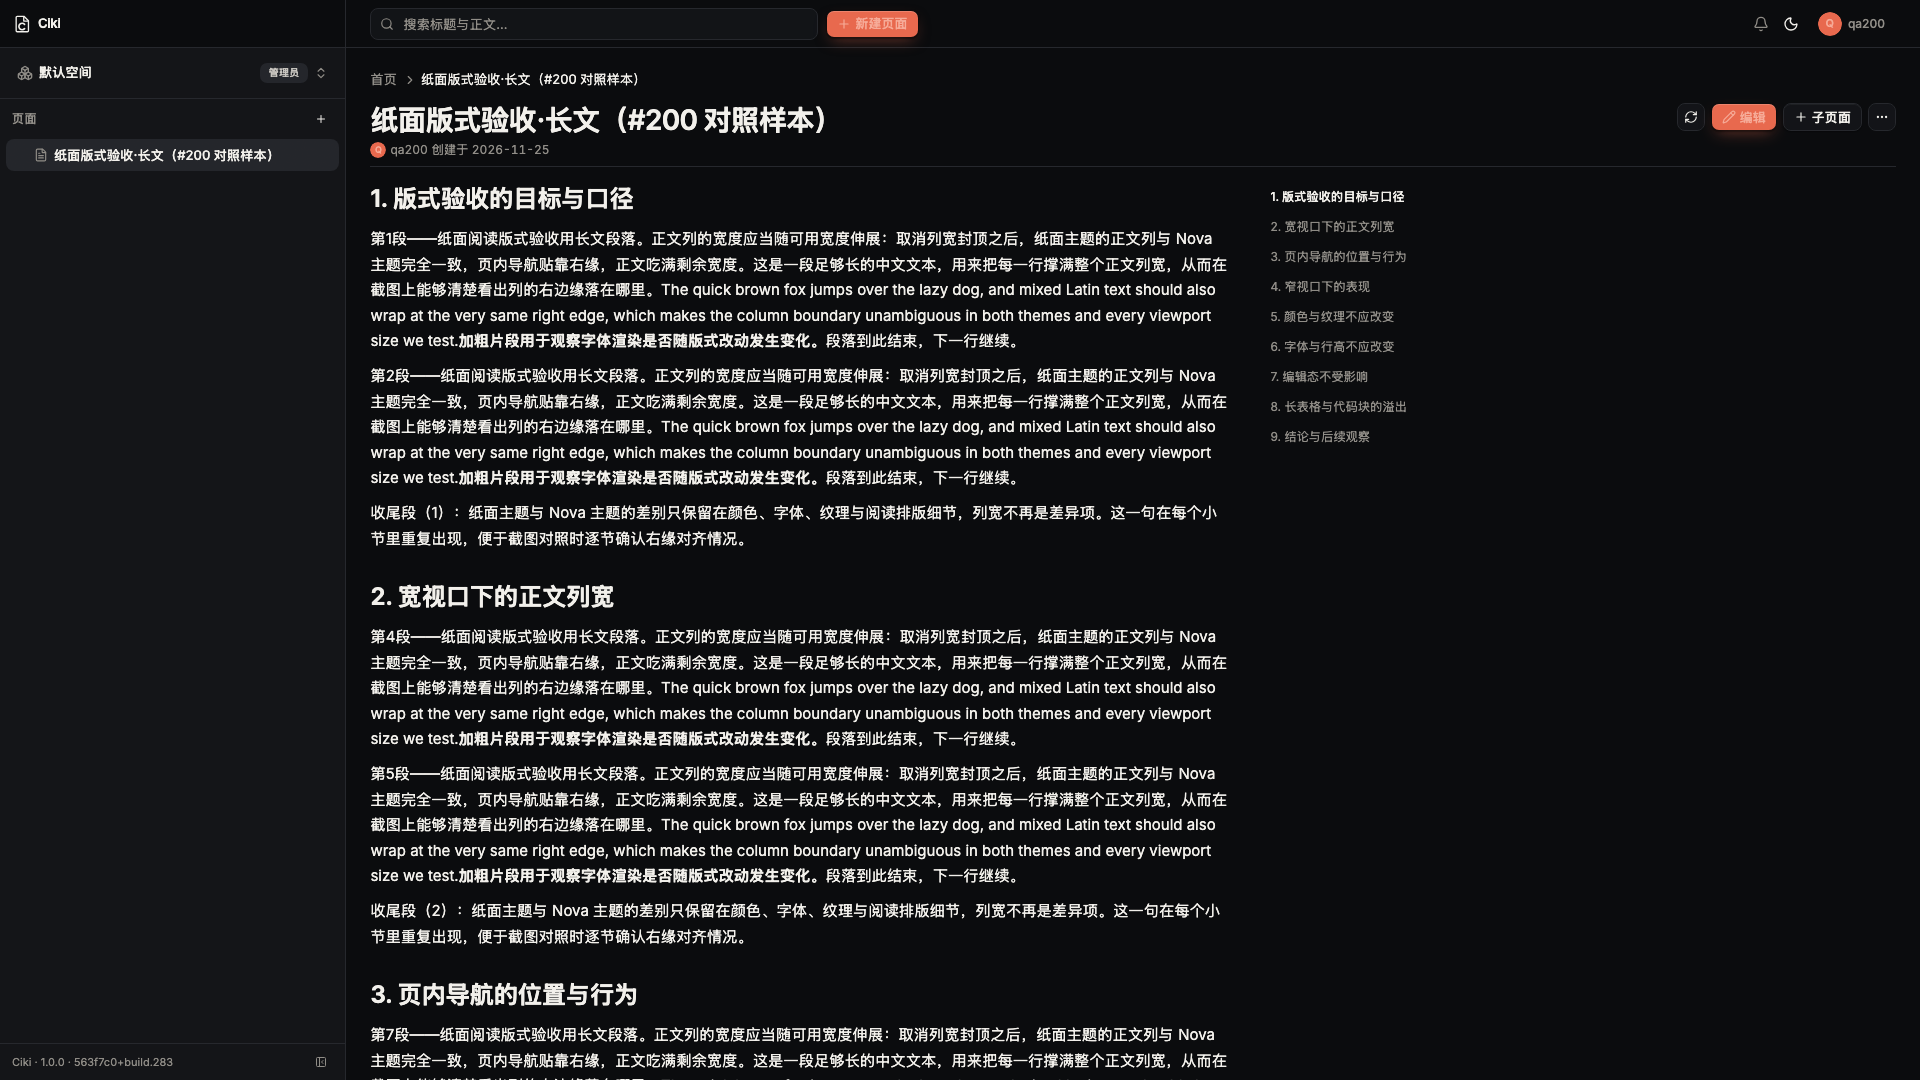 Ciki
搜索标题与正文...
+ 新建页面
Q qa200
默认空间
管理员
页面
纸面版式验收·长文（#200 对照样本）
首页 > 纸面版式验收·长文（#200 对照样本）
纸面版式验收·长文（#200 对照样本）
编辑
+ 子页面
Q qa200 创建于 2026-11-25
1. 版式验收的目标与口径
第1段——纸面阅读版式验收用长文段落。正文列的宽度应当随可用宽度伸展：取消列宽封顶之后，纸面主题的正文列与 Nova
主题完全一致，页内导航贴靠右缘，正文吃满剩余宽度。这是一段足够长的中文文本，用来把每一行撑满整个正文列宽，从而在
截图上能够清楚看出列的右边缘落在哪里。The quick brown fox jumps over the lazy dog, and mixed Latin text should also
wrap at the very same right edge, which makes the column boundary unambiguous in both themes and every viewport
size we test.加粗片段用于观察字体渲染是否随版式改动发生变化。段落到此结束，下一行继续。
第2段——纸面阅读版式验收用长文段落。正文列的宽度应当随可用宽度伸展：取消列宽封顶之后，纸面主题的正文列与 Nova
主题完全一致，页内导航贴靠右缘，正文吃满剩余宽度。这是一段足够长的中文文本，用来把每一行撑满整个正文列宽，从而在
截图上能够清楚看出列的右边缘落在哪里。The quick brown fox jumps over the lazy dog, and mixed Latin text should also
wrap at the very same right edge, which makes the column boundary unambiguous in both themes and every viewport
size we test.加粗片段用于观察字体渲染是否随版式改动发生变化。段落到此结束，下一行继续。
收尾段（1）：纸面主题与 Nova 主题的差别只保留在颜色、字体、纹理与阅读排版细节，列宽不再是差异项。这一句在每个小
节里重复出现，便于截图对照时逐节确认右缘对齐情况。
2. 宽视口下的正文列宽
第4段——纸面阅读版式验收用长文段落。正文列的宽度应当随可用宽度伸展：取消列宽封顶之后，纸面主题的正文列与 Nova
主题完全一致，页内导航贴靠右缘，正文吃满剩余宽度。这是一段足够长的中文文本，用来把每一行撑满整个正文列宽，从而在
截图上能够清楚看出列的右边缘落在哪里。The quick brown fox jumps over the lazy dog, and mixed Latin text should also
wrap at the very same right edge, which makes the column boundary unambiguous in both themes and every viewport
size we test.加粗片段用于观察字体渲染是否随版式改动发生变化。段落到此结束，下一行继续。
第5段——纸面阅读版式验收用长文段落。正文列的宽度应当随可用宽度伸展：取消列宽封顶之后，纸面主题的正文列与 Nova
主题完全一致，页内导航贴靠右缘，正文吃满剩余宽度。这是一段足够长的中文文本，用来把每一行撑满整个正文列宽，从而在
截图上能够清楚看出列的右边缘落在哪里。The quick brown fox jumps over the lazy dog, and mixed Latin text should also
wrap at the very same right edge, which makes the column boundary unambiguous in both themes and every viewport
size we test.加粗片段用于观察字体渲染是否随版式改动发生变化。段落到此结束，下一行继续。
收尾段（2）：纸面主题与 Nova 主题的差别只保留在颜色、字体、纹理与阅读排版细节，列宽不再是差异项。这一句在每个小
节里重复出现，便于截图对照时逐节确认右缘对齐情况。
3. 页内导航的位置与行为
第7段——纸面阅读版式验收用长文段落。正文列的宽度应当随可用宽度伸展：取消列宽封顶之后，纸面主题的正文列与 Nova
主题完全一致，页内导航贴靠右缘，正文吃满剩余宽度。这是一段足够长的中文文本，用来把每一行撑满整个正文列宽，从而在
1. 版式验收的目标与口径
2. 宽视口下的正文列宽
3. 页内导航的位置与行为
4. 窄视口下的表现
5. 颜色与纹理不应改变
6. 字体与行高不应改变
7. 编辑态不受影响
8. 长表格与代码块的溢出
9. 结论与后续观察
Ciki · 1.0.0 · 563f7c0+build.283